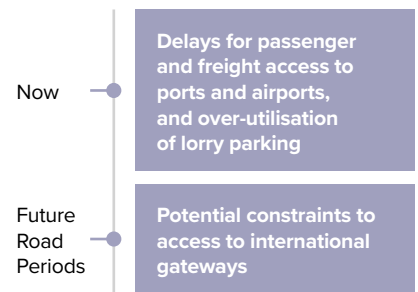 Now
Delays for passenger
and freight access to
ports and airports,
and over-utilisation
of lorry parking
Future
Road
Periods
Potential constraints to
access to international
gateways